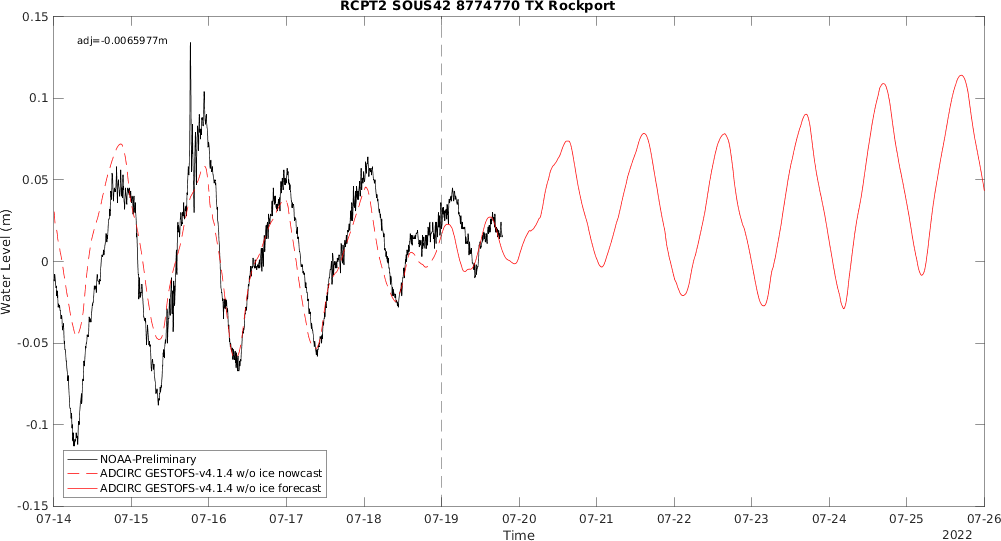 RCPT2 SOUS42 8774770 TX Rockport
adj=-0.0065977m
0.15
0.1
0.05
0
-0.05
-0.1
-0.15
Water Level (m)
NOAA-Preliminary
ADCIRC GESTOFS-v4.1.4 w/o ice nowcast
ADCIRC GESTOFS-v4.1.4 w/o ice forecast
07-14 07-15 07-16 07-17 07-18 07-19 07-20 07-21 07-22 07-23 07-24 07-25 07-26
Time
2022